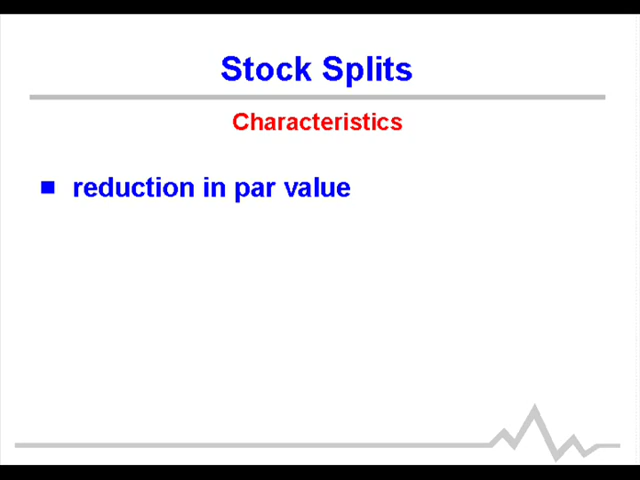 Stock Splits
Characteristics
reduction in par value